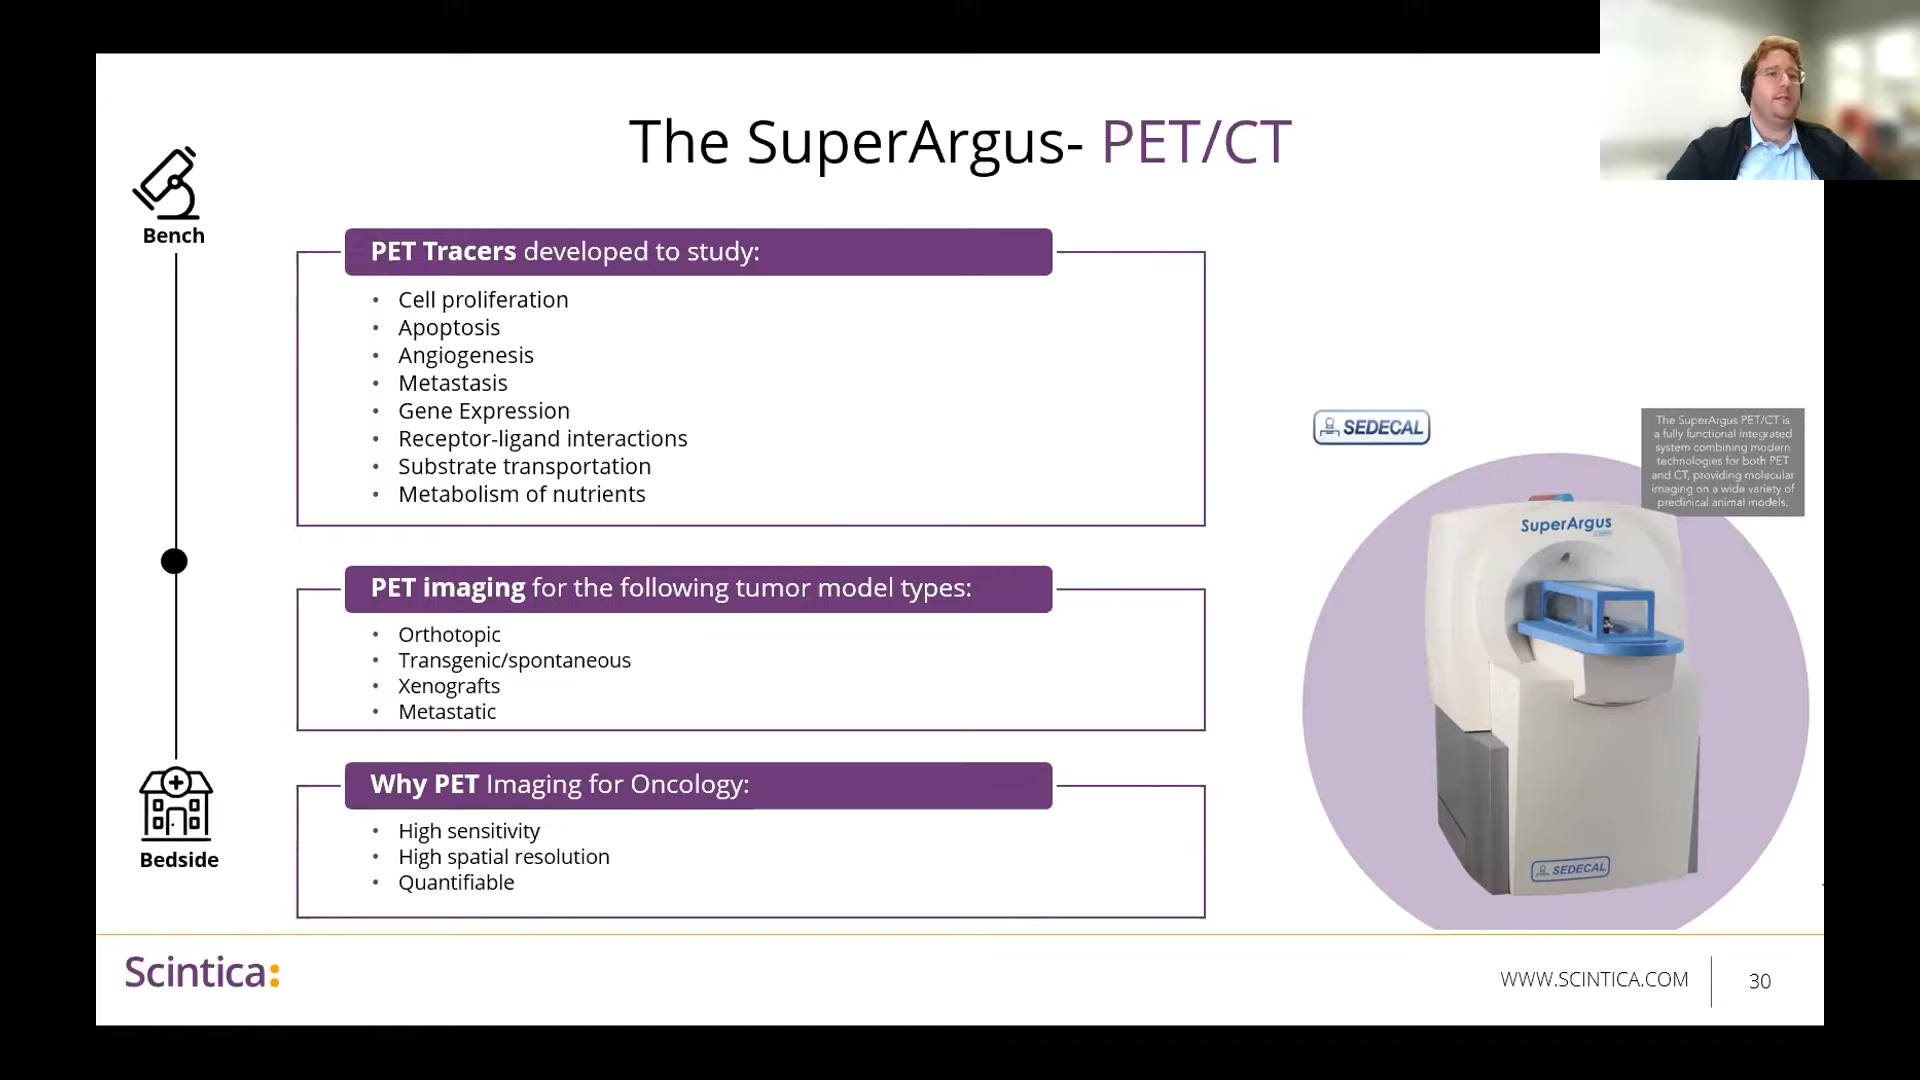 The SuperArgus- PET/CT
Bench
PET Tracers developed to study:
• Cell proliferation
• Apoptosis
• Angiogenesis
• Metastasis
• Gene Expression
• Receptor-ligand interactions
• Substrate transportation
• Metabolism of nutrients
PET imaging for the following tumor model types:
• Orthotopic
• Transgenic/spontaneous
• Xenografts
• Metastatic
Why PET Imaging for Oncology:
• High sensitivity
• High spatial resolution
• Quantifiable
Bedside
SEDECAL
The SuperArgus PET/CT is
a fully functional integrated
system combining modern
technologies for both PET
and CT, providing molecular
imaging on a wide variety of
preclinical animal models.
SuperArgus
SEDECAL
Scintica:
WWW.SCINTICA.COM
30